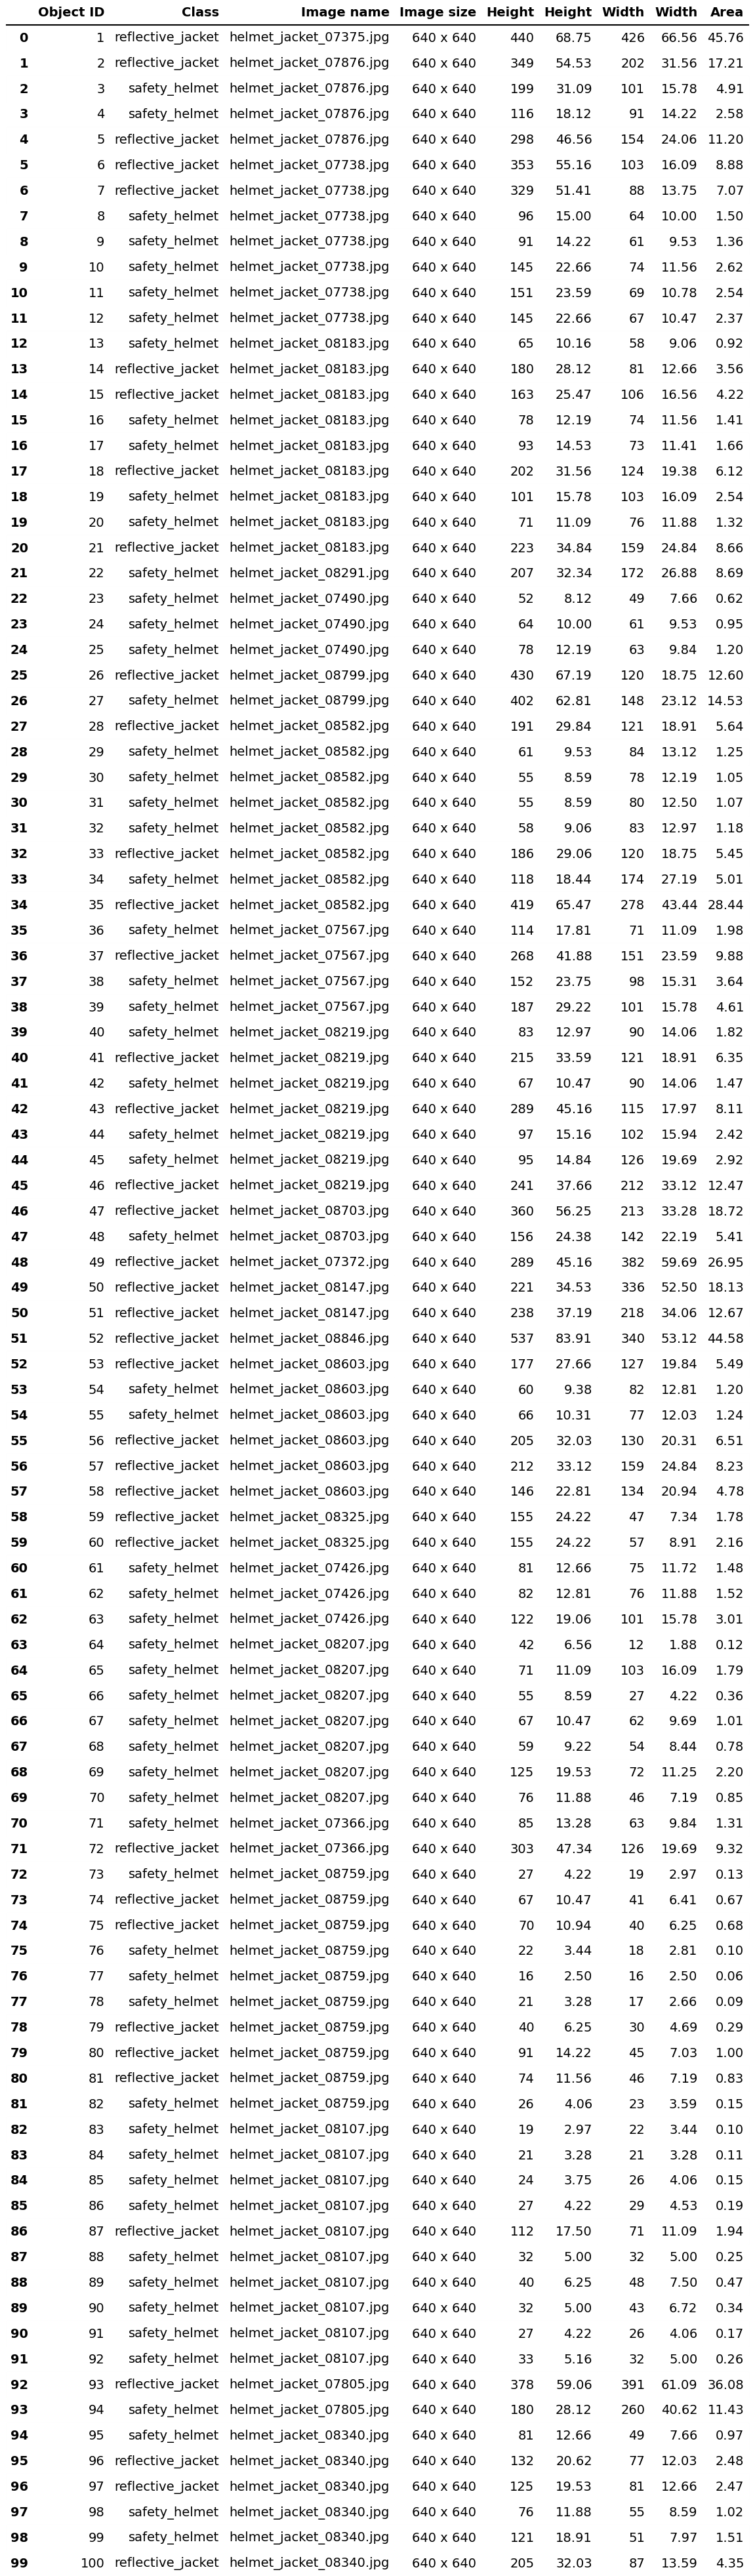 Object ID Class Image name Image size Height Height Width Width Area
0 1 reflective_jacket helmet_jacket_07375.jpg 640 x 640 440 68.75 426 66.56 45.76
1 2 reflective_jacket helmet_jacket_07876.jpg 640 x 640 349 54.53 202 31.56 17.21
2 3 safety_helmet helmet_jacket_07876.jpg 640 x 640 199 31.09 101 15.78 4.91
3 4 safety_helmet helmet_jacket_07876.jpg 640 x 640 116 18.12 91 14.22 2.58
4 5 reflective_jacket helmet_jacket_07876.jpg 640 x 640 298 46.56 154 24.06 11.20
5 6 reflective_jacket helmet_jacket_07738.jpg 640 x 640 353 55.16 103 16.09 8.88
6 7 reflective_jacket helmet_jacket_07738.jpg 640 x 640 329 51.41 88 13.75 7.07
7 8 safety_helmet helmet_jacket_07738.jpg 640 x 640 96 15.00 64 10.00 1.50
8 9 safety_helmet helmet_jacket_07738.jpg 640 x 640 91 14.22 61 9.53 1.36
9 10 safety_helmet helmet_jacket_07738.jpg 640 x 640 145 22.66 74 11.56 2.62
10 11 safety_helmet helmet_jacket_07738.jpg 640 x 640 151 23.59 69 10.78 2.54
11 12 safety_helmet helmet_jacket_07738.jpg 640 x 640 145 22.66 67 10.47 2.37
12 13 safety_helmet helmet_jacket_08183.jpg 640 x 640 65 10.16 58 9.06 0.92
13 14 reflective_jacket helmet_jacket_08183.jpg 640 x 640 180 28.12 81 12.66 3.56
14 15 reflective_jacket helmet_jacket_08183.jpg 640 x 640 163 25.47 106 16.56 4.22
15 16 safety_helmet helmet_jacket_08183.jpg 640 x 640 78 12.19 74 11.56 1.41
16 17 safety_helmet helmet_jacket_08183.jpg 640 x 640 93 14.53 73 11.41 1.66
17 18 reflective_jacket helmet_jacket_08183.jpg 640 x 640 202 31.56 124 19.38 6.12
18 19 safety_helmet helmet_jacket_08183.jpg 640 x 640 101 15.78 103 16.09 2.54
19 20 safety_helmet helmet_jacket_08183.jpg 640 x 640 71 11.09 76 11.88 1.32
20 21 reflective_jacket helmet_jacket_08183.jpg 640 x 640 223 34.84 159 24.84 8.66
21 22 safety_helmet helmet_jacket_08291.jpg 640 x 640 207 32.34 172 26.88 8.69
22 23 safety_helmet helmet_jacket_07490.jpg 640 x 640 52 8.12 49 7.66 0.62
23 24 safety_helmet helmet_jacket_07490.jpg 640 x 640 64 10.00 61 9.53 0.95
24 25 safety_helmet helmet_jacket_07490.jpg 640 x 640 78 12.19 63 9.84 1.20
25 26 reflective_jacket helmet_jacket_08799.jpg 640 x 640 430 67.19 120 18.75 12.60
26 27 safety_helmet helmet_jacket_08799.jpg 640 x 640 402 62.81 148 23.12 14.53
27 28 reflective_jacket helmet_jacket_08582.jpg 640 x 640 191 29.84 121 18.91 5.64
28 29 safety_helmet helmet_jacket_08582.jpg 640 x 640 61 9.53 84 13.12 1.25
29 30 safety_helmet helmet_jacket_08582.jpg 640 x 640 55 8.59 78 12.19 1.05
30 31 safety_helmet helmet_jacket_08582.jpg 640 x 640 55 8.59 80 12.50 1.07
31 32 safety_helmet helmet_jacket_08582.jpg 640 x 640 58 9.06 83 12.97 1.18
32 33 reflective_jacket helmet_jacket_08582.jpg 640 x 640 186 29.06 120 18.75 5.45
33 34 safety_helmet helmet_jacket_08582.jpg 640 x 640 118 18.44 174 27.19 5.01
34 35 reflective_jacket helmet_jacket_08582.jpg 640 x 640 419 65.47 278 43.44 28.44
35 36 safety_helmet helmet_jacket_07567.jpg 640 x 640 114 17.81 71 11.09 1.98
36 37 reflective_jacket helmet_jacket_07567.jpg 640 x 640 268 41.88 151 23.59 9.88
37 38 safety_helmet helmet_jacket_07567.jpg 640 x 640 152 23.75 98 15.31 3.64
38 39 safety_helmet helmet_jacket_07567.jpg 640 x 640 187 29.22 101 15.78 4.61
39 40 safety_helmet helmet_jacket_08219.jpg 640 x 640 83 12.97 90 14.06 1.82
40 41 reflective_jacket helmet_jacket_08219.jpg 640 x 640 215 33.59 121 18.91 6.35
41 42 safety_helmet helmet_jacket_08219.jpg 640 x 640 67 10.47 90 14.06 1.47
42 43 reflective_jacket helmet_jacket_08219.jpg 640 x 640 289 45.16 115 17.97 8.11
43 44 safety_helmet helmet_jacket_08219.jpg 640 x 640 97 15.16 102 15.94 2.42
44 45 safety_helmet helmet_jacket_08219.jpg 640 x 640 95 14.84 126 19.69 2.92
45 46 reflective_jacket helmet_jacket_08219.jpg 640 x 640 241 37.66 212 33.12 12.47
46 47 reflective_jacket helmet_jacket_08703.jpg 640 x 640 360 56.25 213 33.28 18.72
47 48 safety_helmet helmet_jacket_08703.jpg 640 x 640 156 24.38 142 22.19 5.41
48 49 reflective_jacket helmet_jacket_07372.jpg 640 x 640 289 45.16 382 59.69 26.95
49 50 reflective_jacket helmet_jacket_08147.jpg 640 x 640 221 34.53 336 52.50 18.13
50 51 reflective_jacket helmet_jacket_08147.jpg 640 x 640 238 37.19 218 34.06 12.67
51 52 reflective_jacket helmet_jacket_08846.jpg 640 x 640 537 83.91 340 53.12 44.58
52 53 reflective_jacket helmet_jacket_08603.jpg 640 x 640 177 27.66 127 19.84 5.49
53 54 safety_helmet helmet_jacket_08603.jpg 640 x 640 60 9.38 82 12.81 1.20
54 55 safety_helmet helmet_jacket_08603.jpg 640 x 640 66 10.31 77 12.03 1.24
55 56 reflective_jacket helmet_jacket_08603.jpg 640 x 640 205 32.03 130 20.31 6.51
56 57 reflective_jacket helmet_jacket_08603.jpg 640 x 640 212 33.12 159 24.84 8.23
57 58 reflective_jacket helmet_jacket_08603.jpg 640 x 640 146 22.81 134 20.94 4.78
58 59 reflective_jacket helmet_jacket_08325.jpg 640 x 640 155 24.22 47 7.34 1.78
59 60 reflective_jacket helmet_jacket_08325.jpg 640 x 640 155 24.22 57 8.91 2.16
60 61 safety_helmet helmet_jacket_07426.jpg 640 x 640 81 12.66 75 11.72 1.48
61 62 safety_helmet helmet_jacket_07426.jpg 640 x 640 82 12.81 76 11.88 1.52
62 63 safety_helmet helmet_jacket_07426.jpg 640 x 640 122 19.06 101 15.78 3.01
63 64 safety_helmet helmet_jacket_08207.jpg 640 x 640 42 6.56 12 1.88 0.12
64 65 safety_helmet helmet_jacket_08207.jpg 640 x 640 71 11.09 103 16.09 1.79
65 66 safety_helmet helmet_jacket_08207.jpg 640 x 640 55 8.59 27 4.22 0.36
66 67 safety_helmet helmet_jacket_08207.jpg 640 x 640 67 10.47 62 9.69 1.01
67 68 safety_helmet helmet_jacket_08207.jpg 640 x 640 59 9.22 54 8.44 0.78
68 69 safety_helmet helmet_jacket_08207.jpg 640 x 640 125 19.53 72 11.25 2.20
69 70 safety_helmet helmet_jacket_08207.jpg 640 x 640 76 11.88 46 7.19 0.85
70 71 safety_helmet helmet_jacket_07366.jpg 640 x 640 85 13.28 63 9.84 1.31
71 72 reflective_jacket helmet_jacket_07366.jpg 640 x 640 303 47.34 126 19.69 9.32
72 73 safety_helmet helmet_jacket_08759.jpg 640 x 640 27 4.22 19 2.97 0.13
73 74 reflective_jacket helmet_jacket_08759.jpg 640 x 640 67 10.47 41 6.41 0.67
74 75 reflective_jacket helmet_jacket_08759.jpg 640 x 640 70 10.94 40 6.25 0.68
75 76 safety_helmet helmet_jacket_08759.jpg 640 x 640 22 3.44 18 2.81 0.10
76 77 safety_helmet helmet_jacket_08759.jpg 640 x 640 16 2.50 16 2.50 0.06
77 78 safety_helmet helmet_jacket_08759.jpg 640 x 640 21 3.28 17 2.66 0.09
78 79 reflective_jacket helmet_jacket_08759.jpg 640 x 640 40 6.25 30 4.69 0.29
79 80 reflective_jacket helmet_jacket_08759.jpg 640 x 640 91 14.22 45 7.03 1.00
80 81 reflective_jacket helmet_jacket_08759.jpg 640 x 640 74 11.56 46 7.19 0.83
81 82 safety_helmet helmet_jacket_08759.jpg 640 x 640 26 4.06 23 3.59 0.15
82 83 safety_helmet helmet_jacket_08107.jpg 640 x 640 19 2.97 22 3.44 0.10
83 84 safety_helmet helmet_jacket_08107.jpg 640 x 640 21 3.28 21 3.28 0.11
84 85 safety_helmet helmet_jacket_08107.jpg 640 x 640 24 3.75 26 4.06 0.15
85 86 safety_helmet helmet_jacket_08107.jpg 640 x 640 27 4.22 29 4.53 0.19
86 87 reflective_jacket helmet_jacket_08107.jpg 640 x 640 112 17.50 71 11.09 1.94
87 88 safety_helmet helmet_jacket_08107.jpg 640 x 640 32 5.00 32 5.00 0.25
88 89 safety_helmet helmet_jacket_08107.jpg 640 x 640 40 6.25 48 7.50 0.47
89 90 safety_helmet helmet_jacket_08107.jpg 640 x 640 32 5.00 43 6.72 0.34
90 91 safety_helmet helmet_jacket_08107.jpg 640 x 640 27 4.22 26 4.06 0.17
91 92 safety_helmet helmet_jacket_08107.jpg 640 x 640 33 5.16 32 5.00 0.26
92 93 reflective_jacket helmet_jacket_07805.jpg 640 x 640 378 59.06 391 61.09 36.08
93 94 safety_helmet helmet_jacket_07805.jpg 640 x 640 180 28.12 260 40.62 11.43
94 95 safety_helmet helmet_jacket_08340.jpg 640 x 640 81 12.66 49 7.66 0.97
95 96 reflective_jacket helmet_jacket_08340.jpg 640 x 640 132 20.62 77 12.03 2.48
96 97 reflective_jacket helmet_jacket_08340.jpg 640 x 640 125 19.53 81 12.66 2.47
97 98 safety_helmet helmet_jacket_08340.jpg 640 x 640 76 11.88 55 8.59 1.02
98 99 safety_helmet helmet_jacket_08340.jpg 640 x 640 121 18.91 51 7.97 1.51
99 100 reflective_jacket helmet_jacket_08340.jpg 640 x 640 205 32.03 87 13.59 4.35